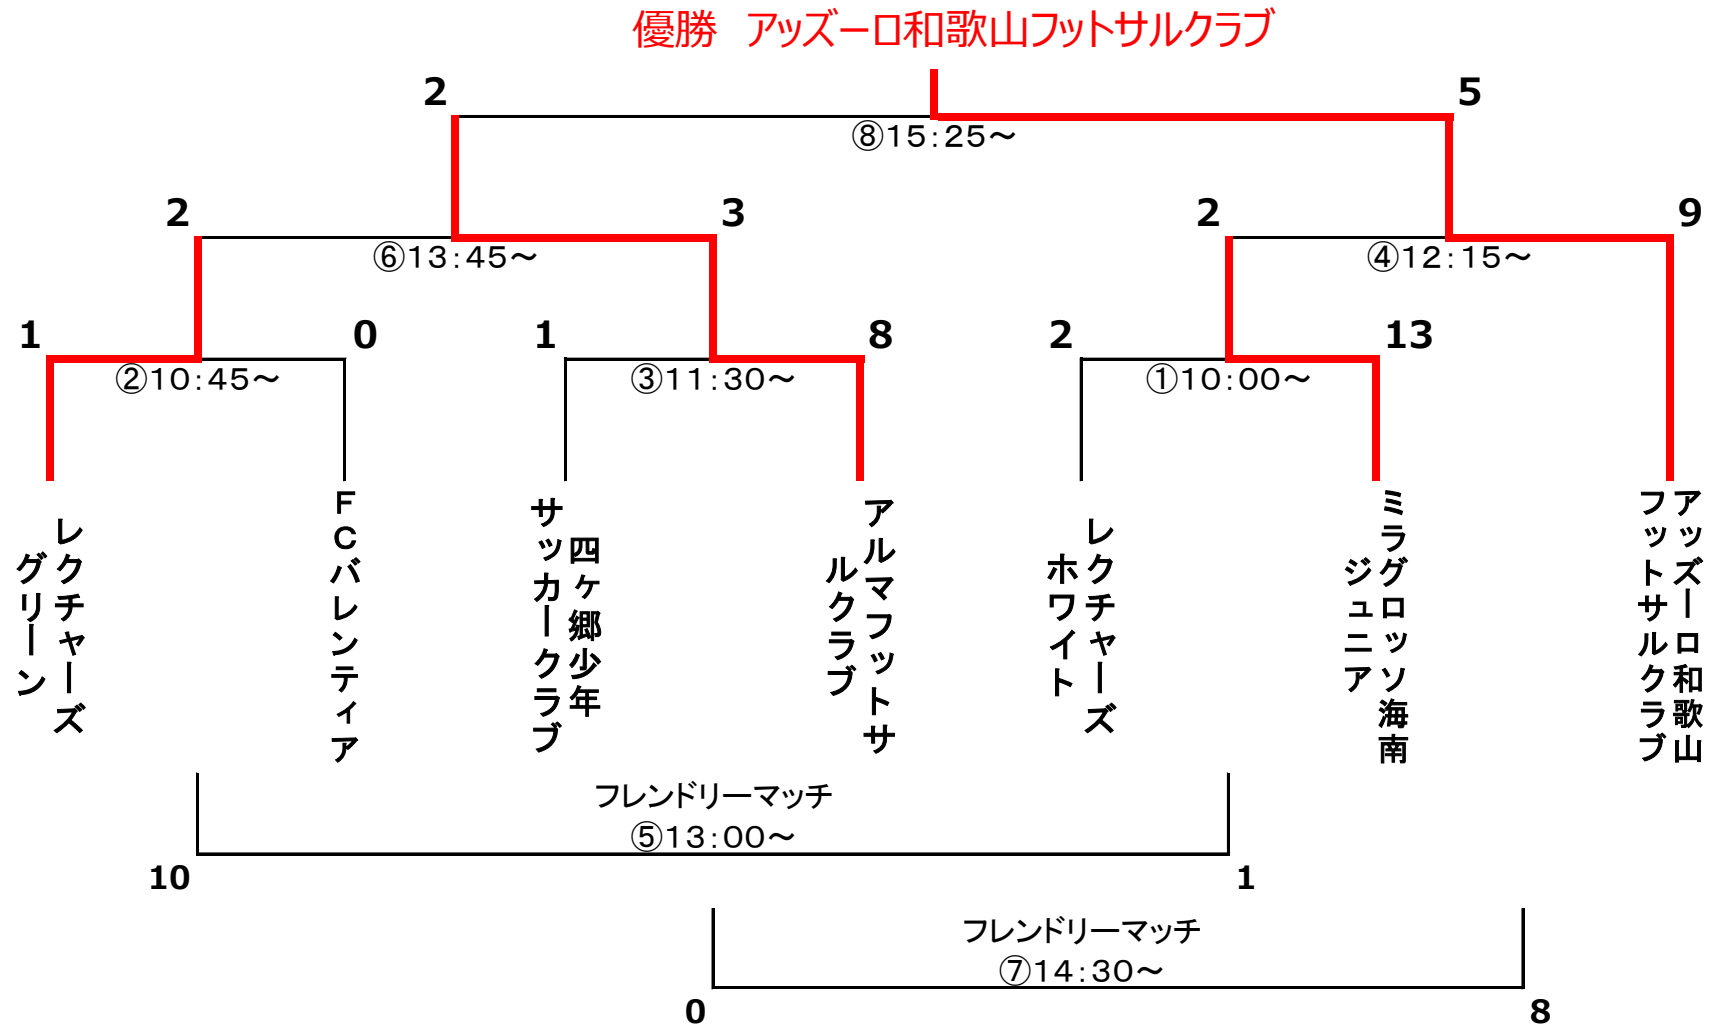 優勝　アッズーロ和歌山フットサルクラブ
2
5
⑧15:25～
2
3
2
9
⑥13:45～
④12:15～
1
0
1
8
2
13
②10:45～
③11:30～
①10:00～
レクチャーズ
グリーン
FCバレンティア
四ヶ郷少年
サッカークラブ
アルマフットサ
ルクラブ
レクチャーズ
ホワイト
ミラグロッソ海南
ジュニア
アッズーロ和歌山
フットサルクラブ
フレンドリーマッチ
⑤13:00～
10
1
フレンドリーマッチ
⑦14:30～
0
8